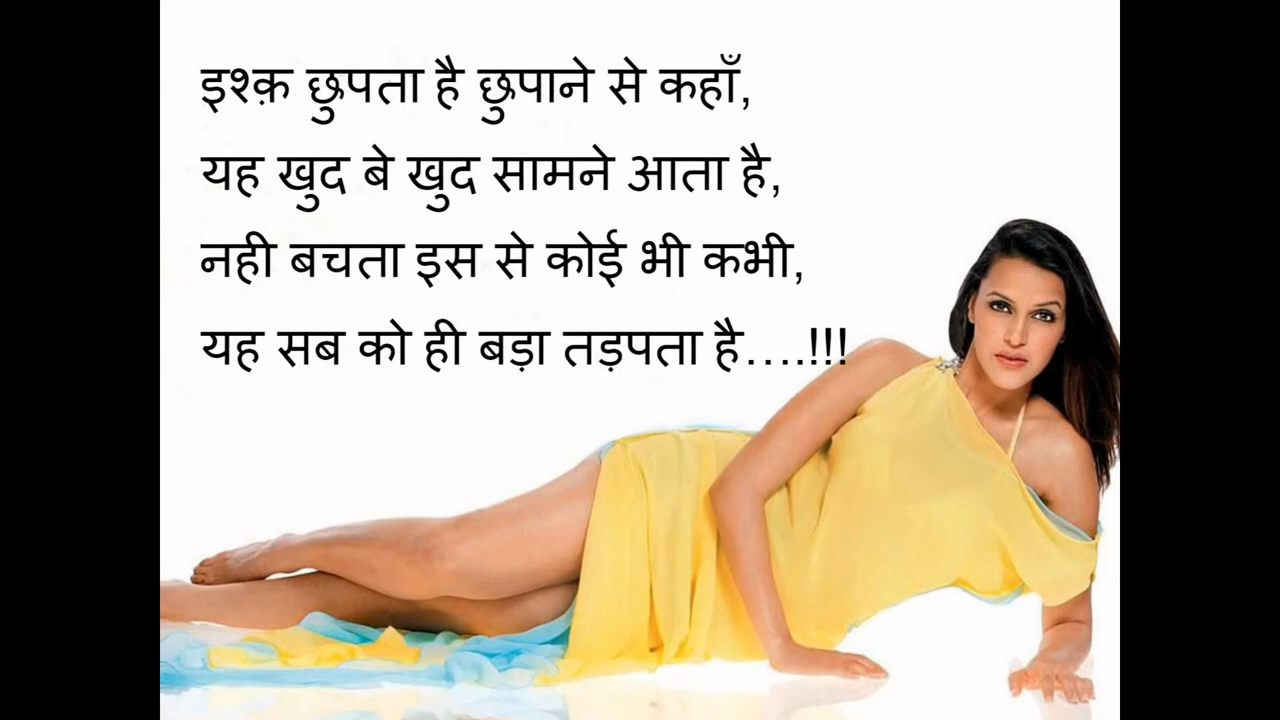 इश्क़ छुपता है छुपाने से कहाँ,
यह खुद बे खुद सामने आता है,
नही बचता इस से कोई भी कभी,
यह सब को ही बड़ा तड़पता है….!!!